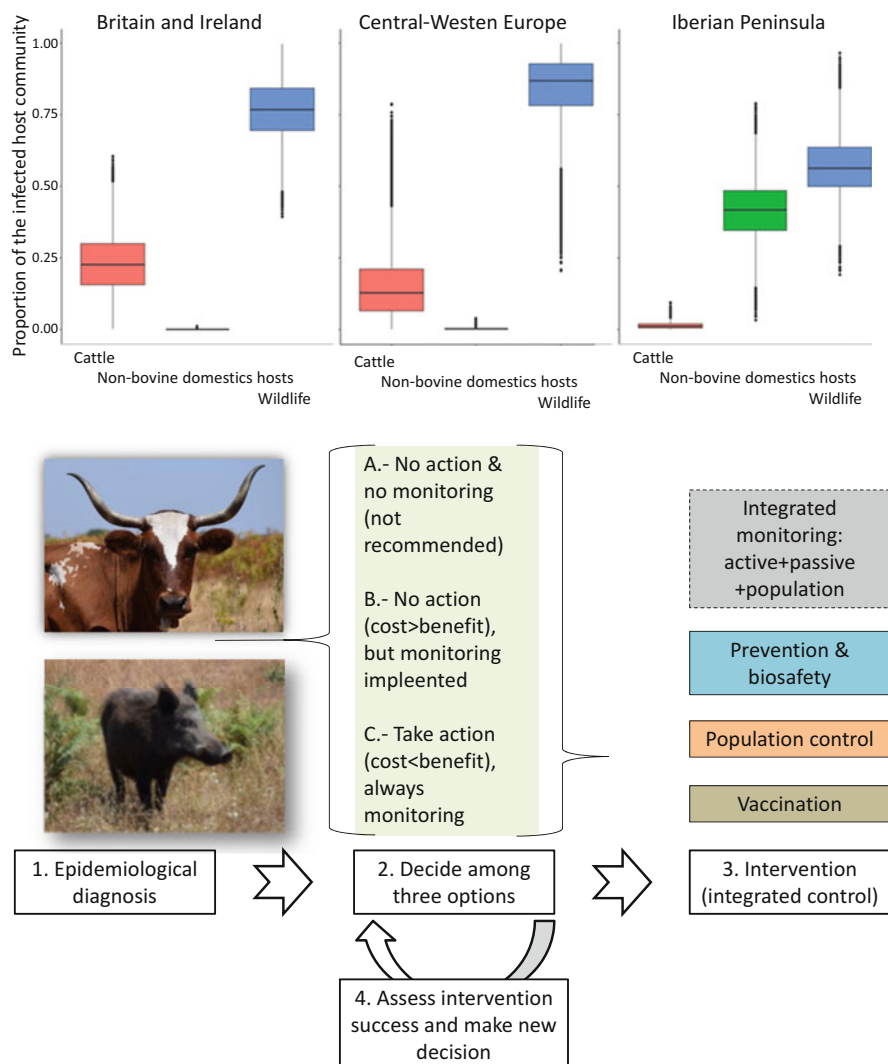 Britain and Ireland
Central-Westen Europe
Iberian Peninsula
Proportion of the infected host community
1.00
0.75
0.50
0.25
0.00
Cattle
Non-bovine domestics hosts
Wildlife
Cattle
Non-bovine domestics hosts
Wildlife
Cattle
Non-bovine domestics hosts
Wildlife
A.- No action &
no monitoring
(not
recommended)
B.- No action
(cost>benefit),
but monitoring
impleented
C.- Take action
(cost<benefit),
always
monitoring
Integrated
monitoring:
active+passive
+population
Prevention &
biosafety
Population control
Vaccination
1. Epidemiological
diagnosis
2. Decide among
three options
3. Intervention
(integrated control)
4. Assess intervention
success and make new
decision